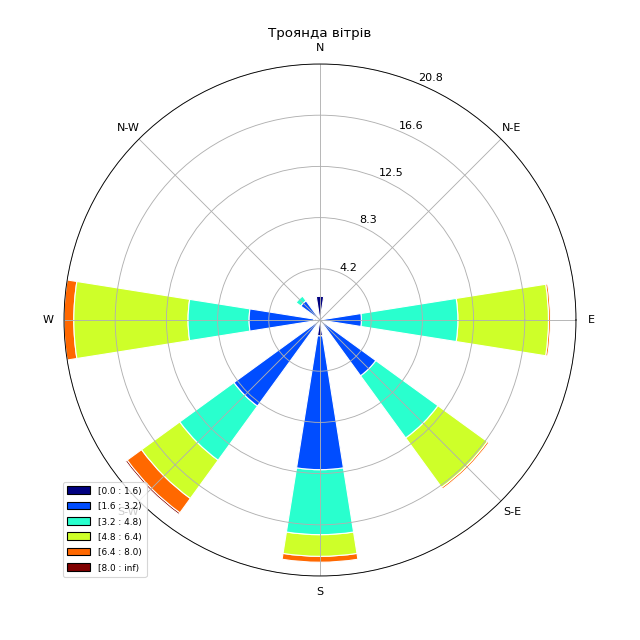 Троянда вітрів
N
20.8
N-W
N-E
16.6
12.5
8.3
4.2
W
E
[0.0 : 1.6)
[1.6 : 3.2)
S-W
S-E
[3.2 : 4.8)
[4.8 : 6.4)
[6.4 : 8.0)
[8.0 : inf)
S